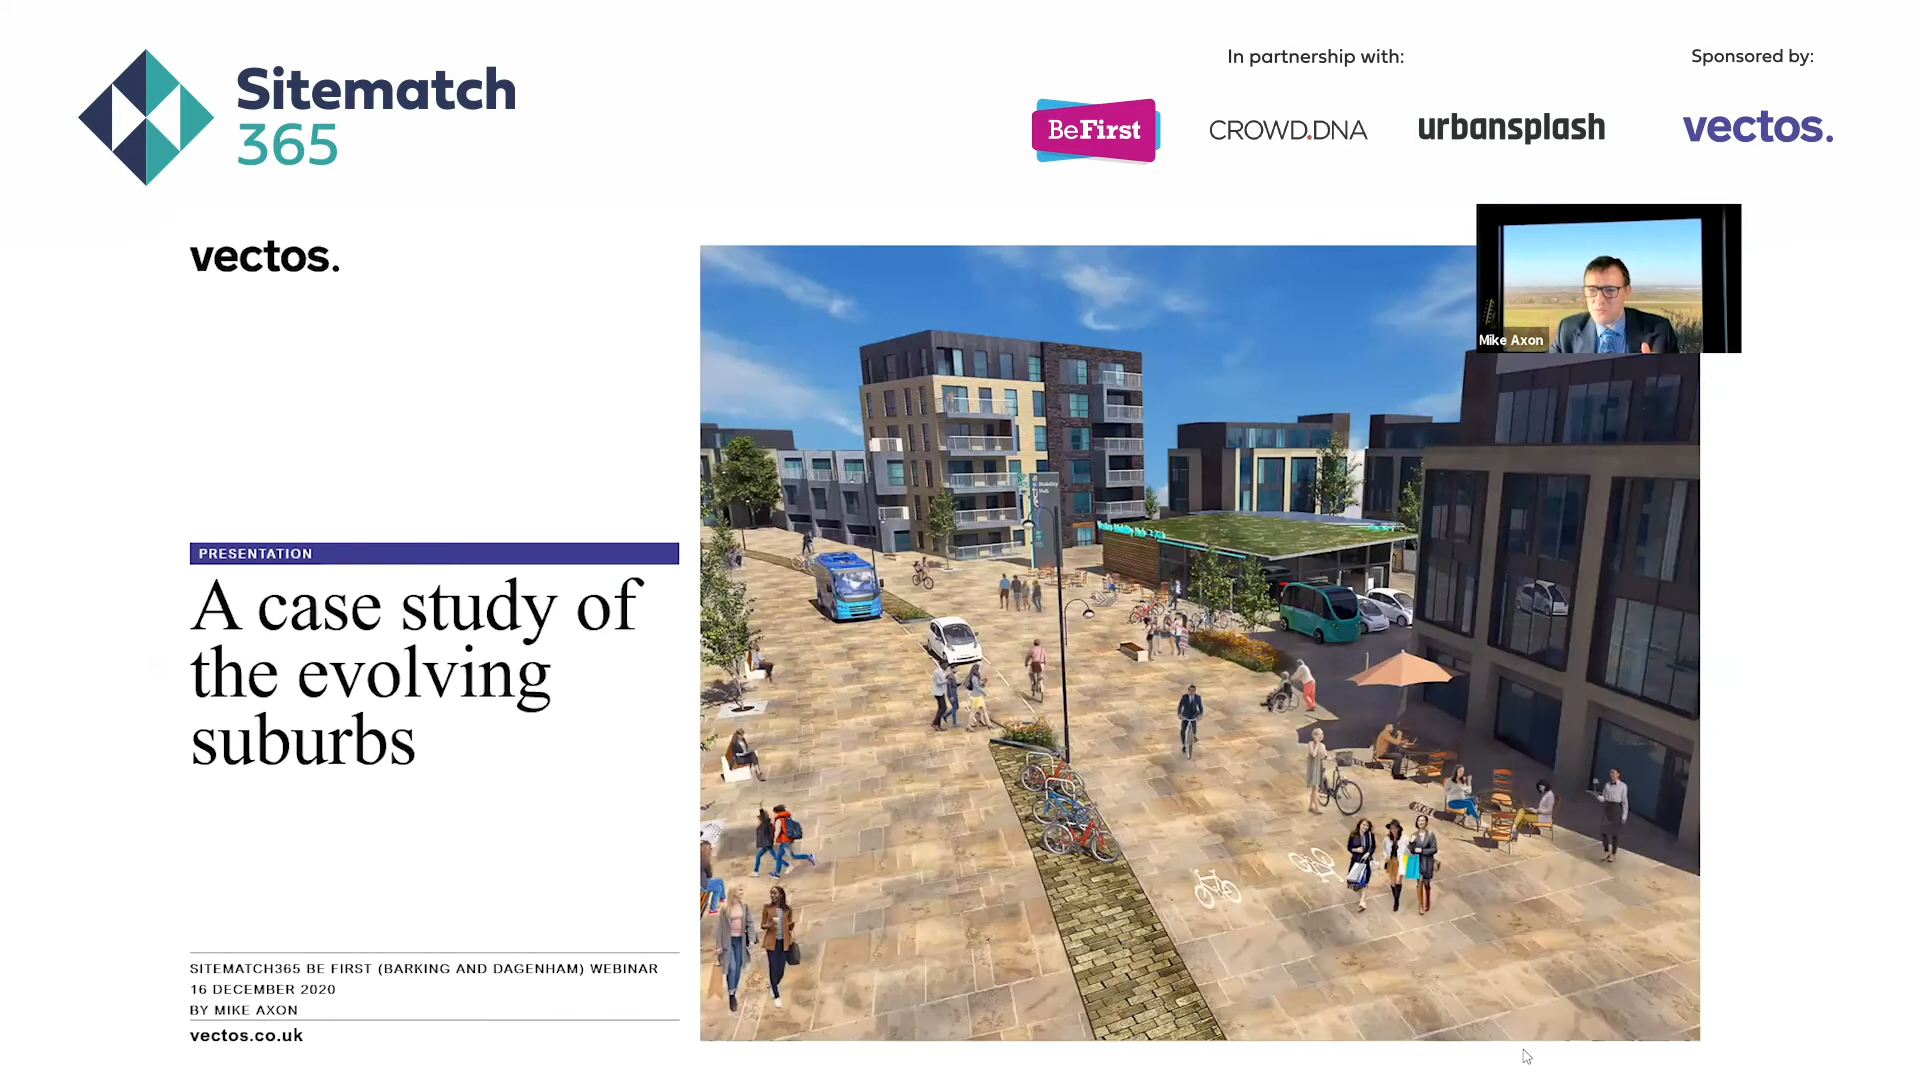 Sitematch
365
In partnership with:
Sponsored by:
BeFirst
CROWD.DNA
urbansplash
vectos.
vectos.
Mike Axon
Mobility
Hub
PRESENTATION
A case study of
the evolving
suburbs
SITEMATCH365 BE FIRST (BARKING AND DAGENHAM) WEBINAR
16 DECEMBER 2020
BY MIKE AXON
vectos.co.uk